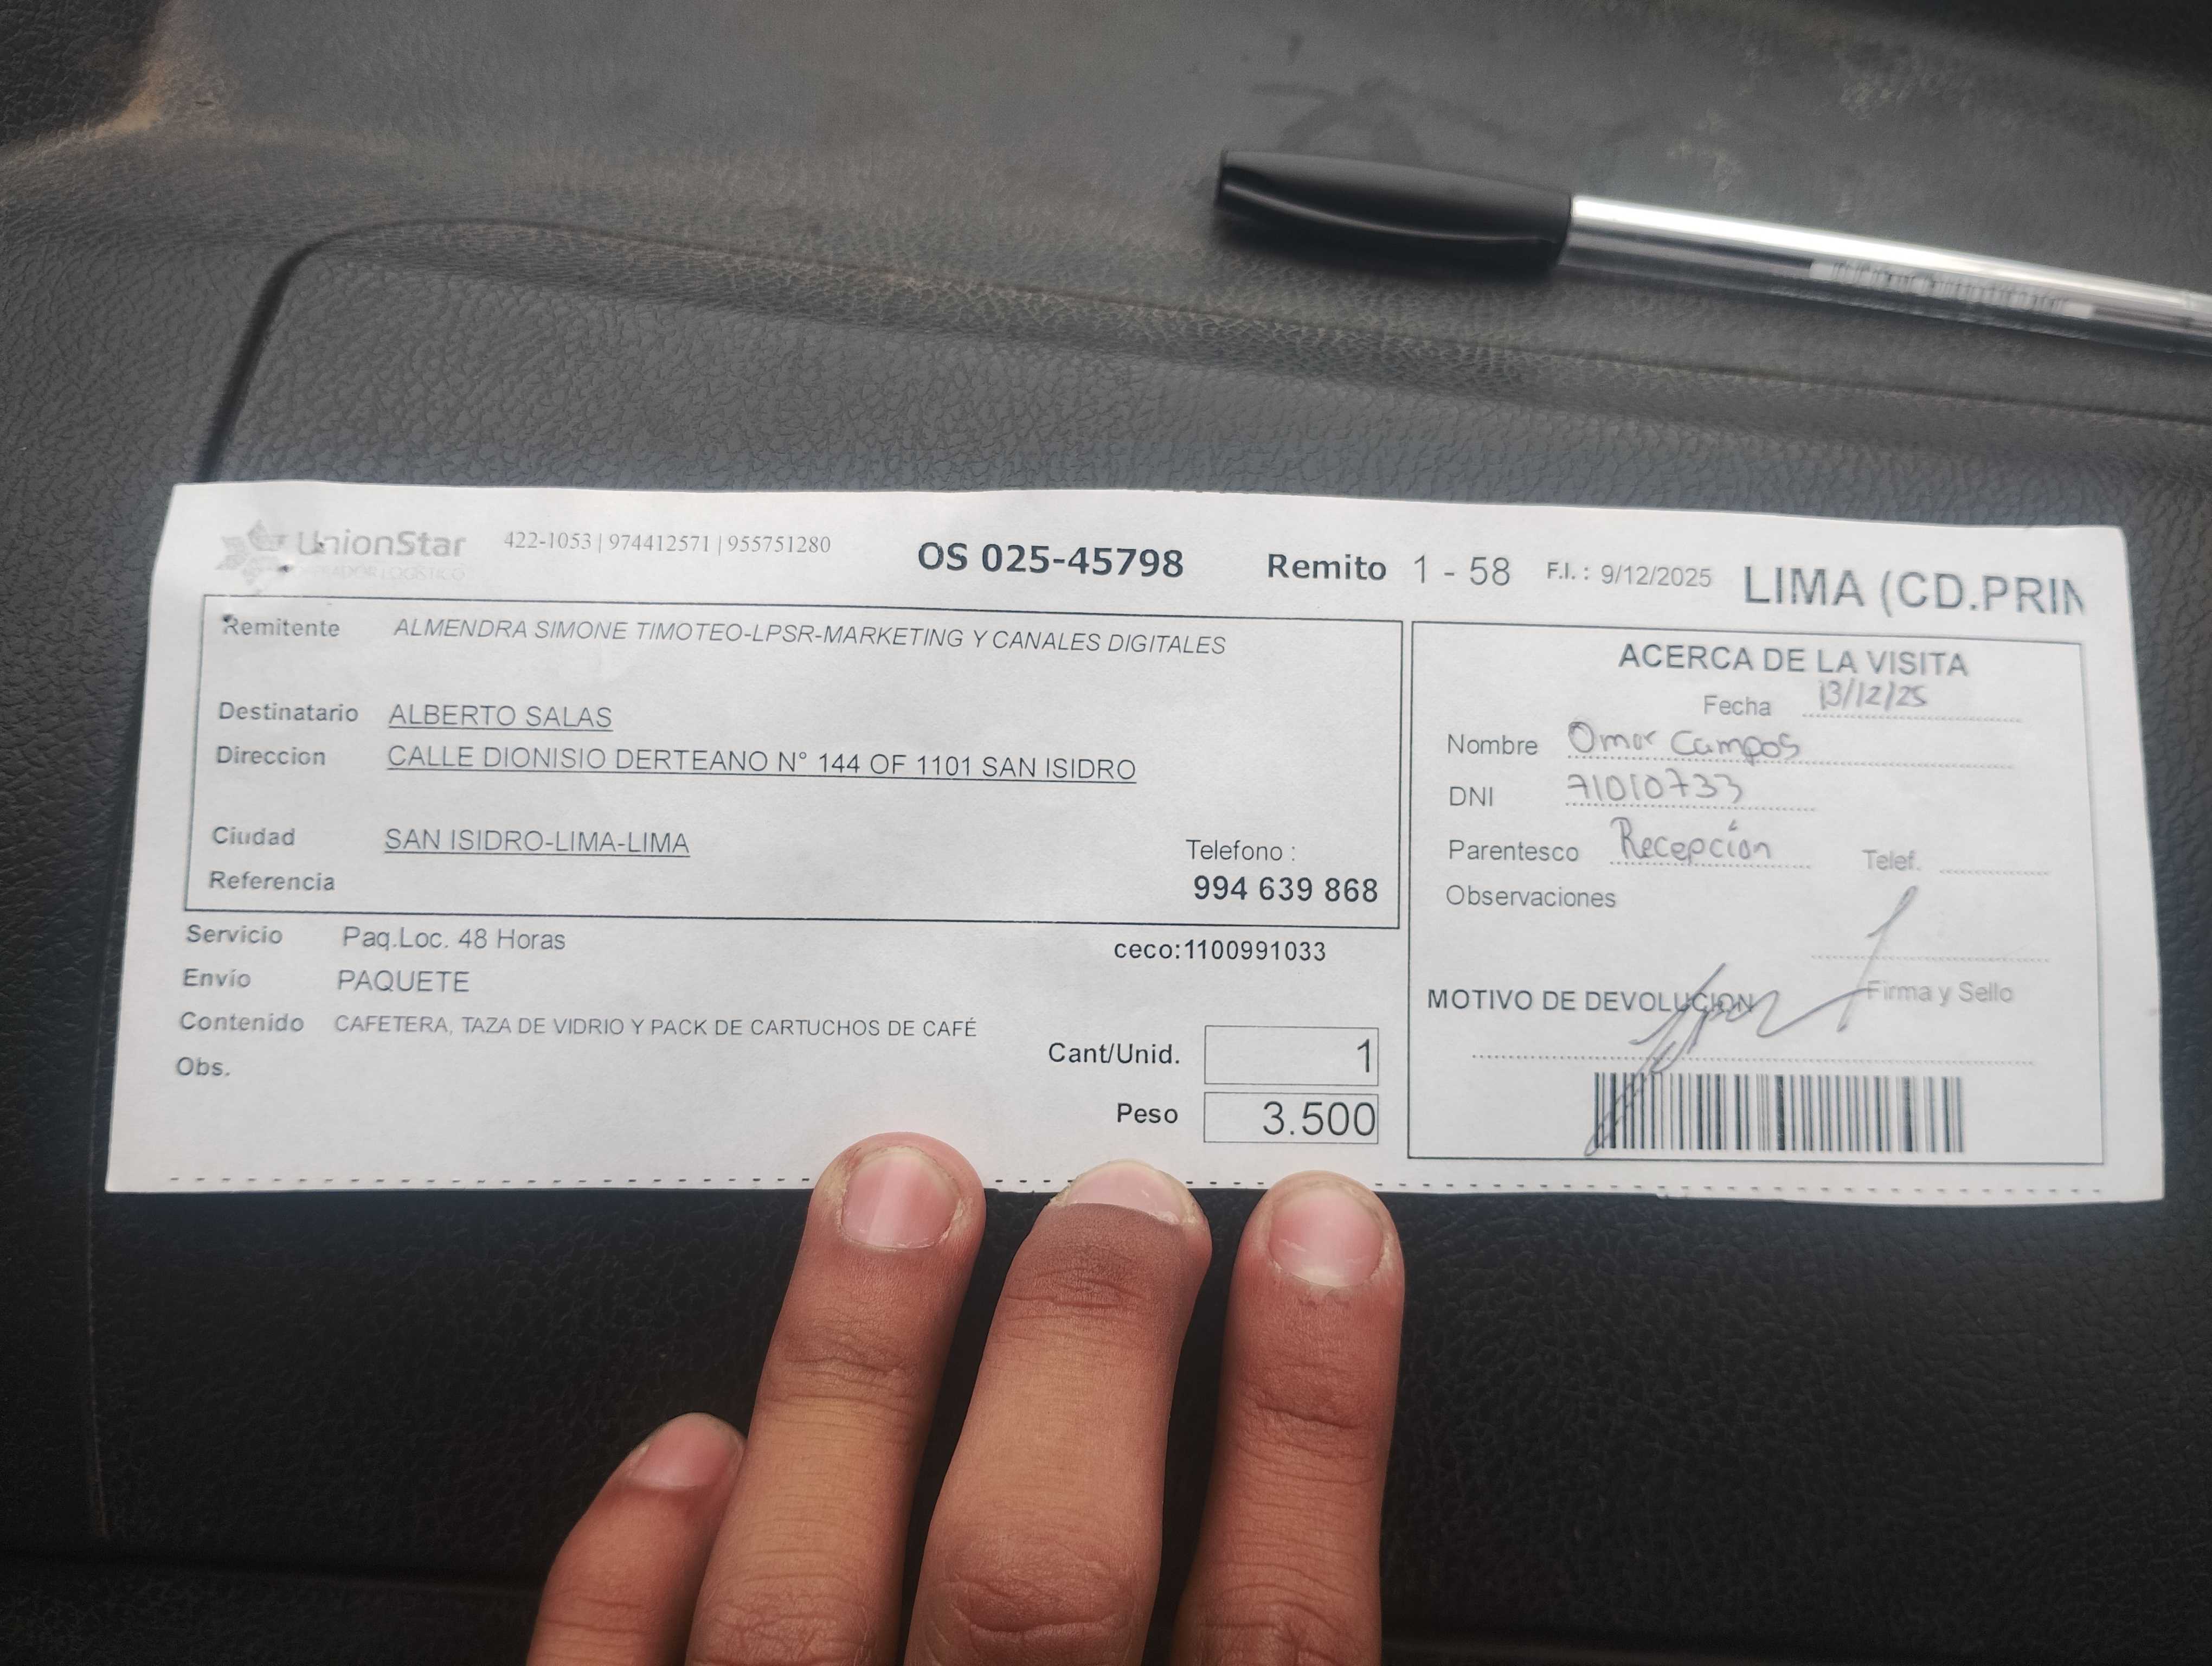 UnionStar 422-1053 | 974412571 | 955751280 OS 025-45798 Remito 1 - 58 F.I. : 9/12/2025 LIMA (CD.PRIN
OPERADOR LOGISTICO
Remitente ALMENDRA SIMONE TIMOTEO-LPSR-MARKETING Y CANALES DIGITALES
Destinatario ALBERTO SALAS
Direccion CALLE DIONISIO DERTEANO N° 144 OF 1101 SAN ISIDRO
Ciudad SAN ISIDRO-LIMA-LIMA
Telefono :
Referencia 994 639 868
Servicio Paq.Loc. 48 Horas ceco:1100991033
Envío PAQUETE
Contenido CAFETERA, TAZA DE VIDRIO Y PACK DE CARTUCHOS DE CAFÉ
Obs.
Cant/Unid. 1
Peso 3.500
ACERCA DE LA VISITA
Fecha 13/12/25
Nombre Omar Campos
DNI 71010733
Parentesco Recepción Telef.
Observaciones
Firma y Sello
MOTIVO DE DEVOLUCION